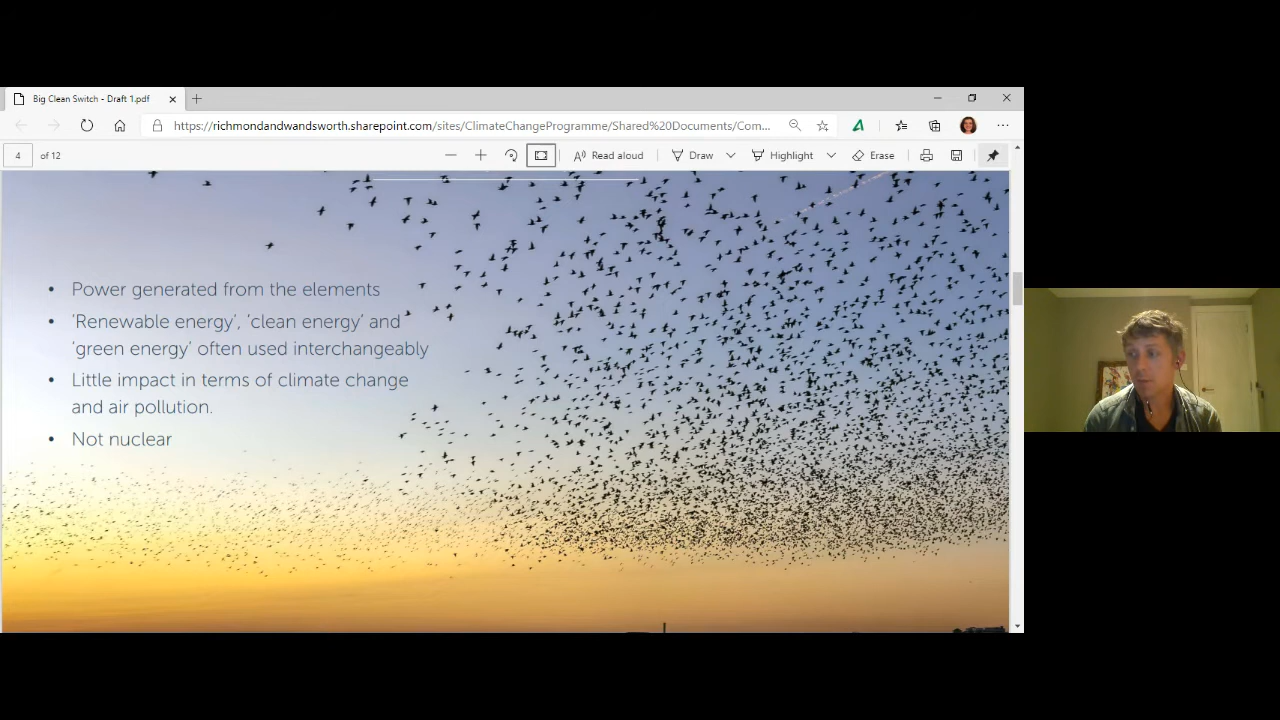 Big Clean Switch - Draft 1.pdf
https://richmondandwandsworth.sharepoint.com/sites/ClimateChangeProgramme/Shared%20Documents/Com...
4 of 12 Read aloud Draw Highlight Erase
• Power generated from the elements
• ‘Renewable energy’, ‘clean energy’ and
‘green energy’ often used interchangeably
• Little impact in terms of climate change
and air pollution.
• Not nuclear